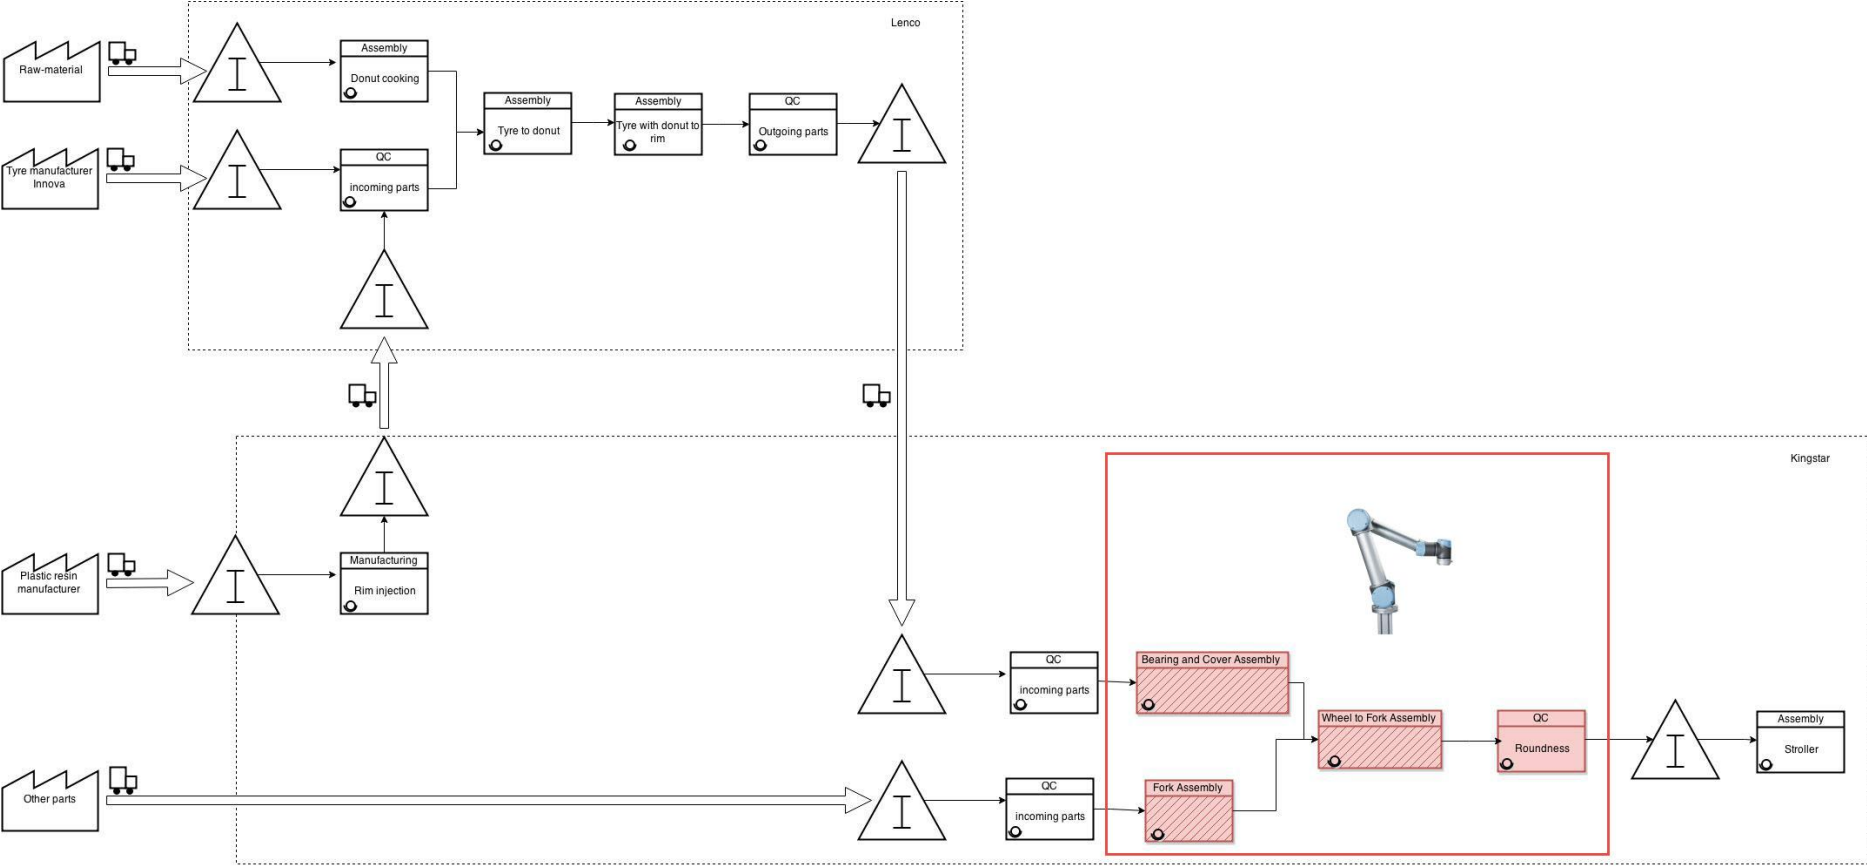 Lenco
Raw-material
I
Assembly
Donut cooking
Tyre manufacturer
Innova
I
QC
incoming parts
Assembly
Tyre to donut
Assembly
Tyre with donut to
rim
QC
Outgoing parts
I
I
Kingstar
I
Plastic resin
manufacturer
I
Manufacturing
Rim injection
I
QC
incoming parts
Bearing and Cover Assembly
Wheel to Fork Assembly
QC
Roundness
I
Assembly
Stroller
Other parts
I
QC
incoming parts
Fork Assembly